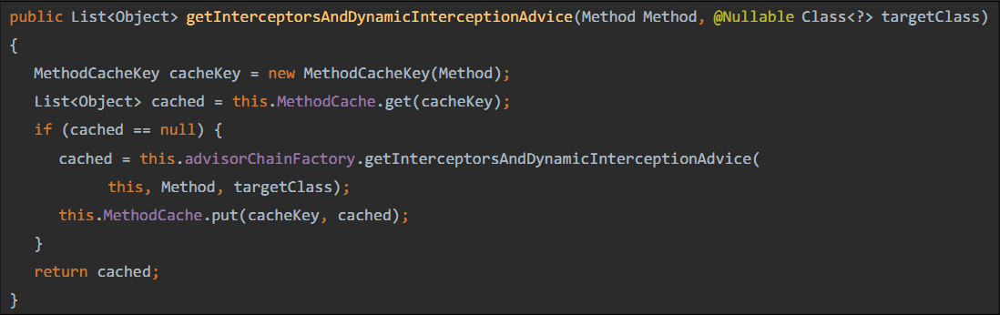 public List<Object> getInterceptorsAndDynamicInterceptionAdvice(Method Method, @Nullable Class<?> targetClass)
{
MethodCacheKey cacheKey = new MethodCacheKey(Method);
List<Object> cached = this.MethodCache.get(cacheKey);
if (cached == null) {
cached = this.advisorChainFactory.getInterceptorsAndDynamicInterceptionAdvice(
this, Method, targetClass);
this.MethodCache.put(cacheKey, cached);
}
return cached;
}